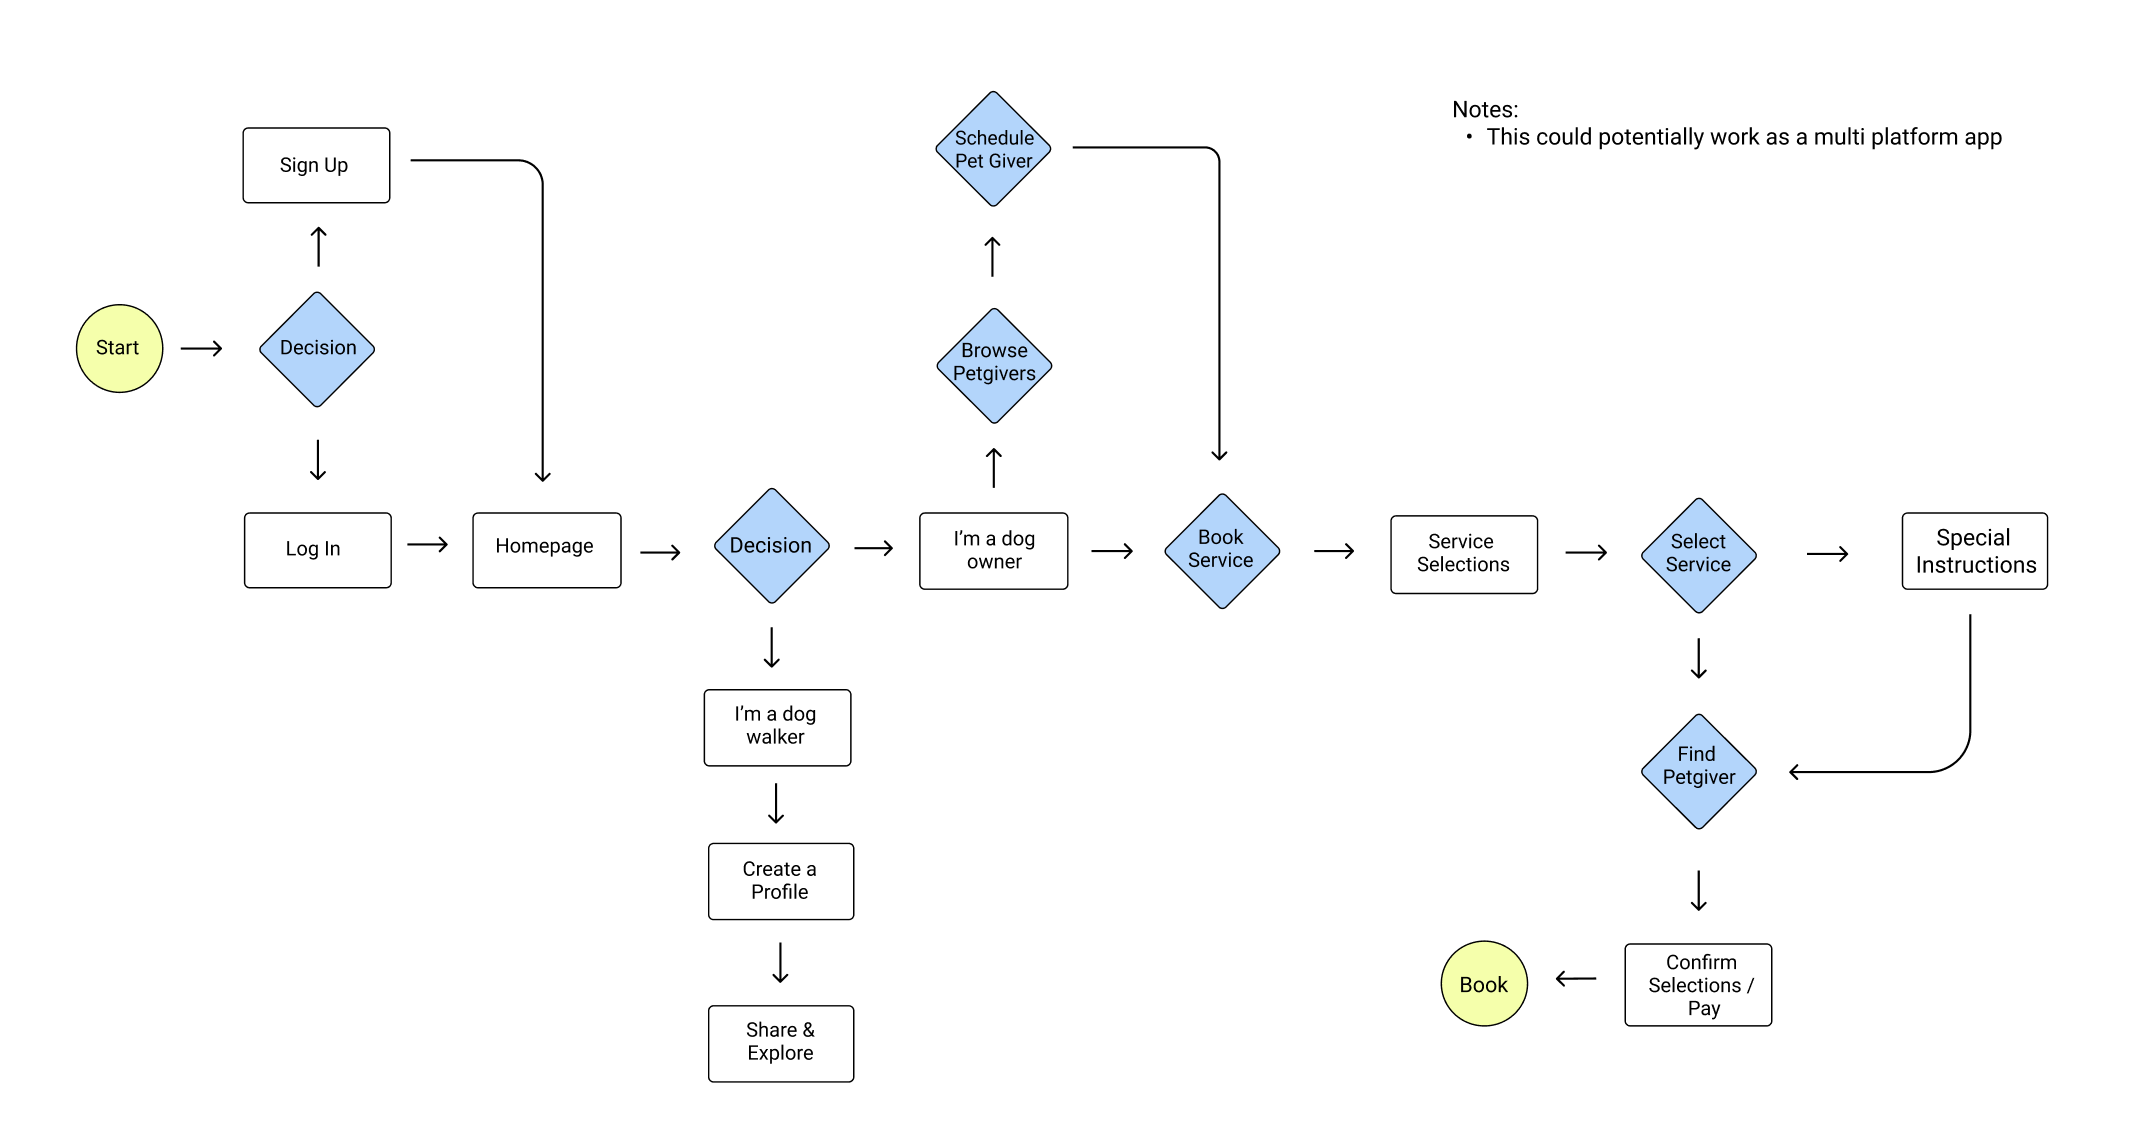 Notes:
• This could potentially work as a multi platform app
Sign Up
Schedule
Pet Giver
Start
Decision
Browse
Petgivers
Log In
Homepage
Decision
I'm a dog
owner
Book
Service
Service
Selections
Select
Service
Special
Instructions
I'm a dog
walker
Find
Petgiver
Create a
Profile
Confirm
Selections /
Pay
Book
Share &
Explore